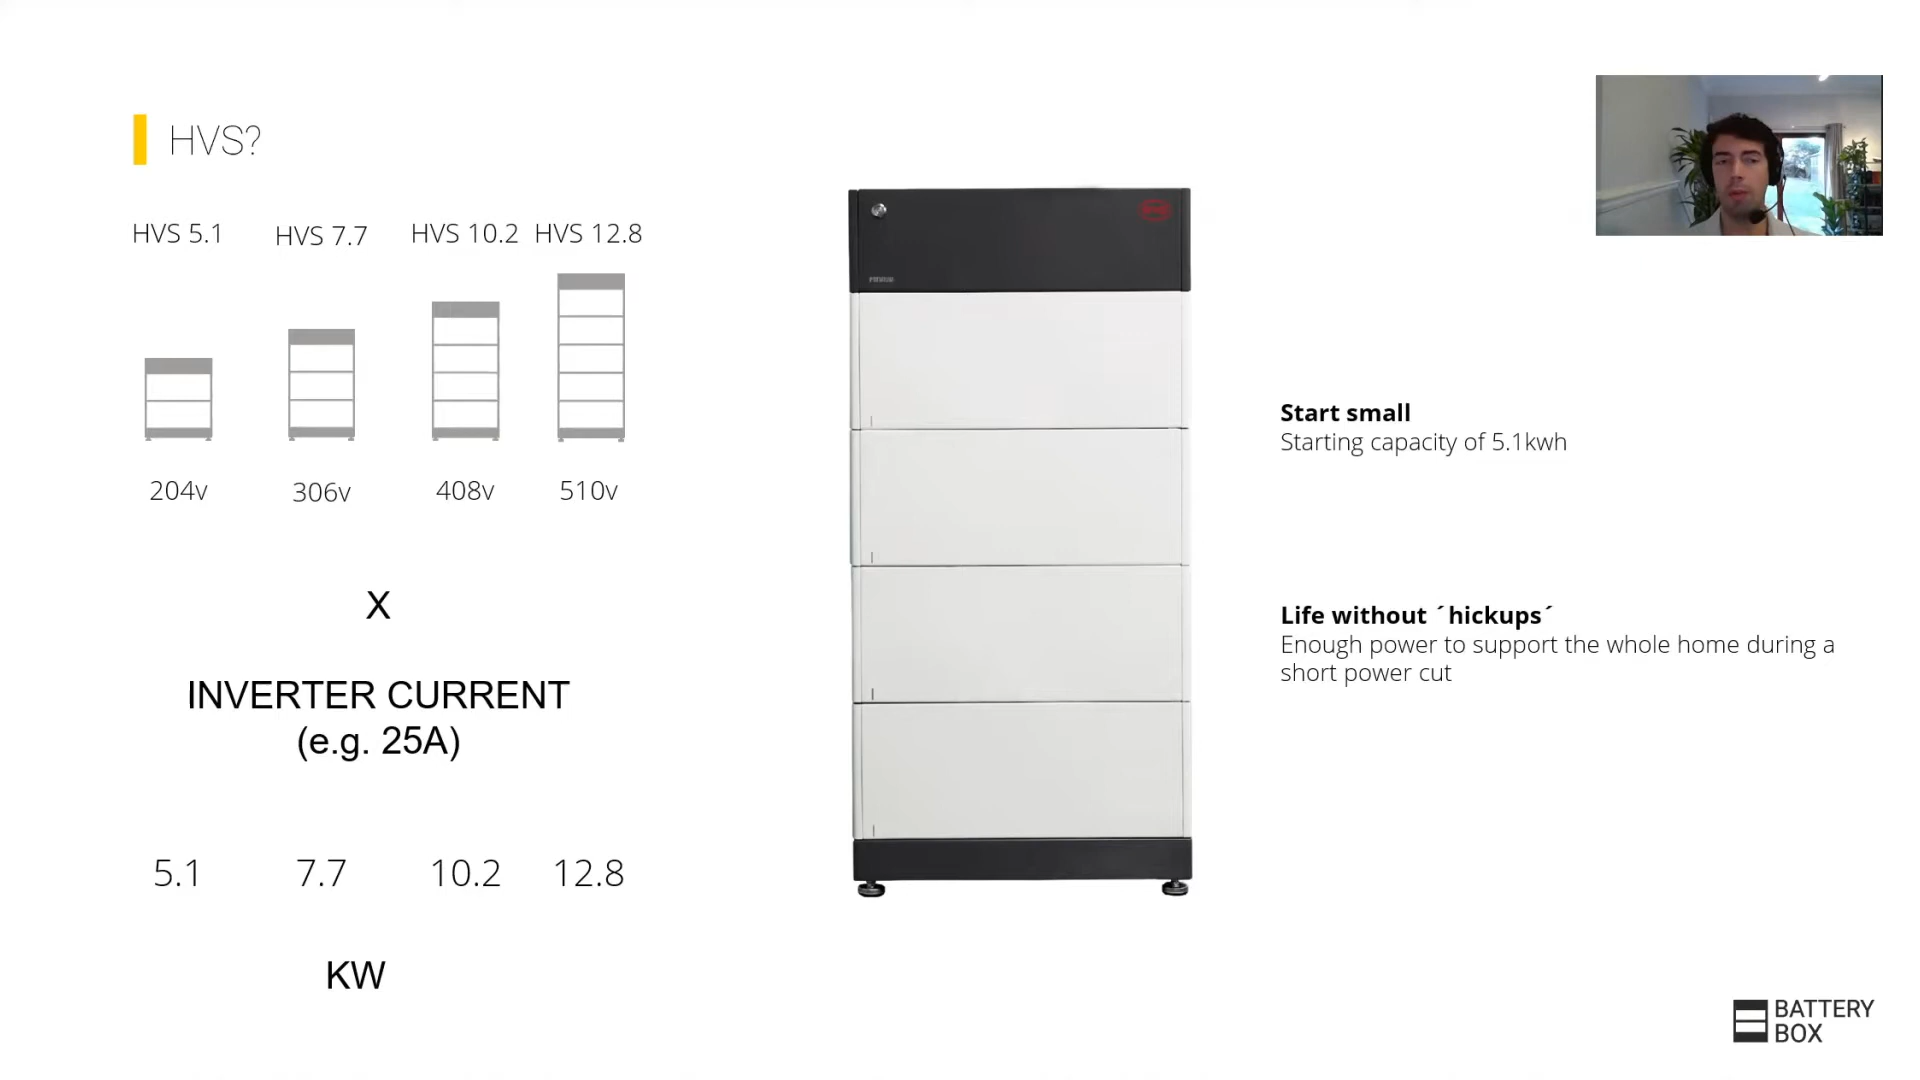 HVS?
HVS 5.1 HVS 7.7 HVS 10.2 HVS 12.8
204v 306v 408v 510v
X
INVERTER CURRENT
(e.g. 25A)
5.1 7.7 10.2 12.8
KW
BYD
Start small
Starting capacity of 5.1kwh
Life without ´hickups´
Enough power to support the whole home during a
short power cut
BATTERY
BOX